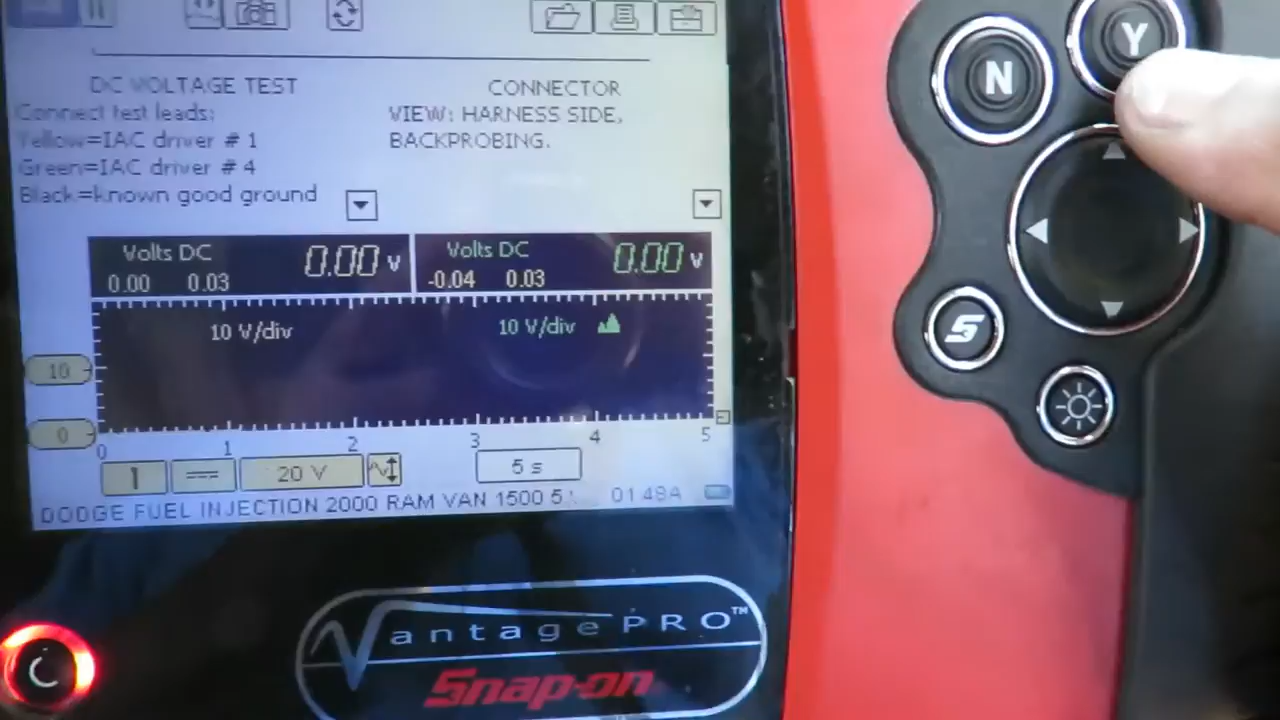 DC VOLTAGE TEST
Connect test leads:
Yellow=IAC driver # 1
Green=IAC driver # 4
Black=known good ground
CONNECTOR
VIEW: HARNESS SIDE,
BACKPROBING.
Volts DC 0.00 v
0.00 0.03
Volts DC 0.00 v
-0.04 0.03
10 V/div 10 V/div
10
0
0 1 2 3 4 5
1 20 V 5 s
DODGE FUEL INJECTION 2000 RAM VAN 1500 5. 01:48A
VantagePRO™
Snap-on
N
Y
S